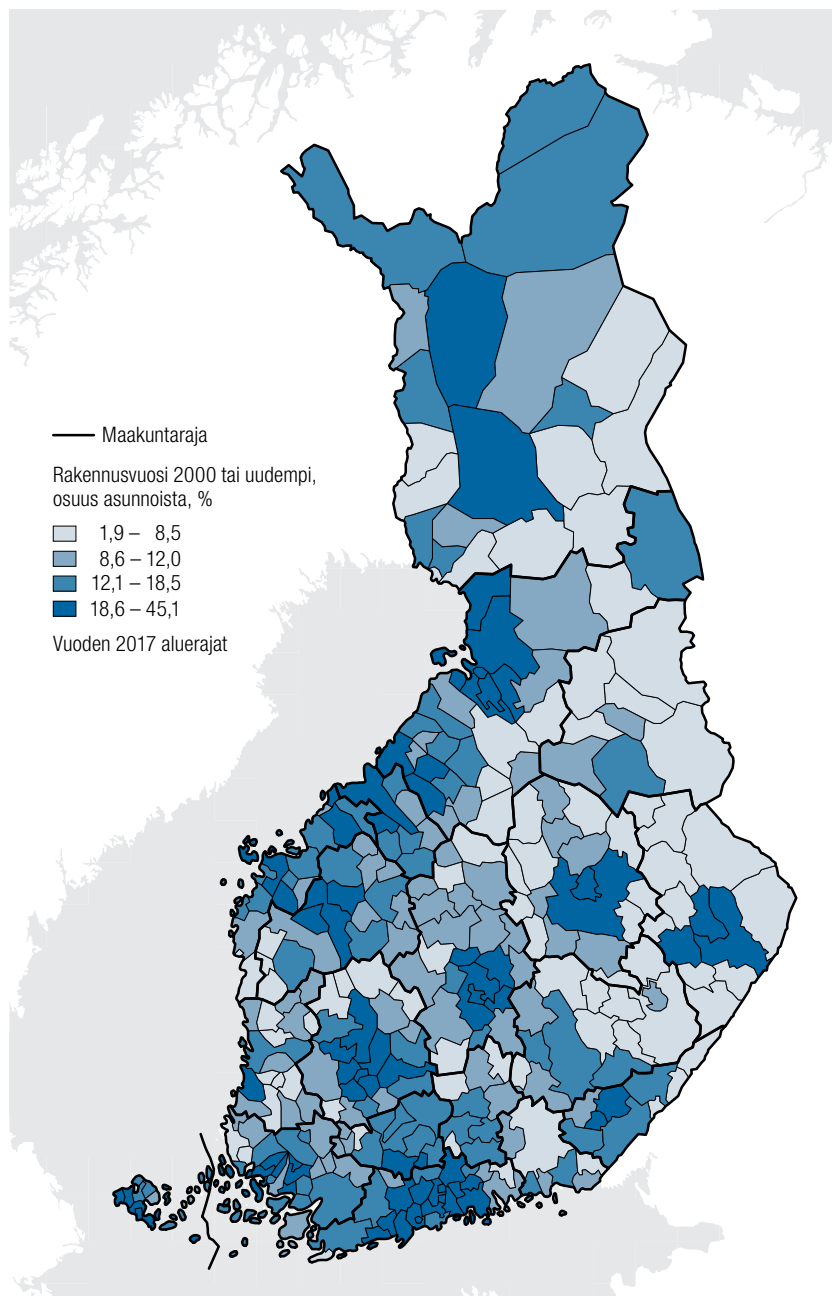 Maakuntaraja
Rakennusvuosi 2000 tai uudempi,
osuus asunnoista, %
1,9 – 8,5
8,6 – 12,0
12,1 – 18,5
18,6 – 45,1
Vuoden 2017 aluerajat